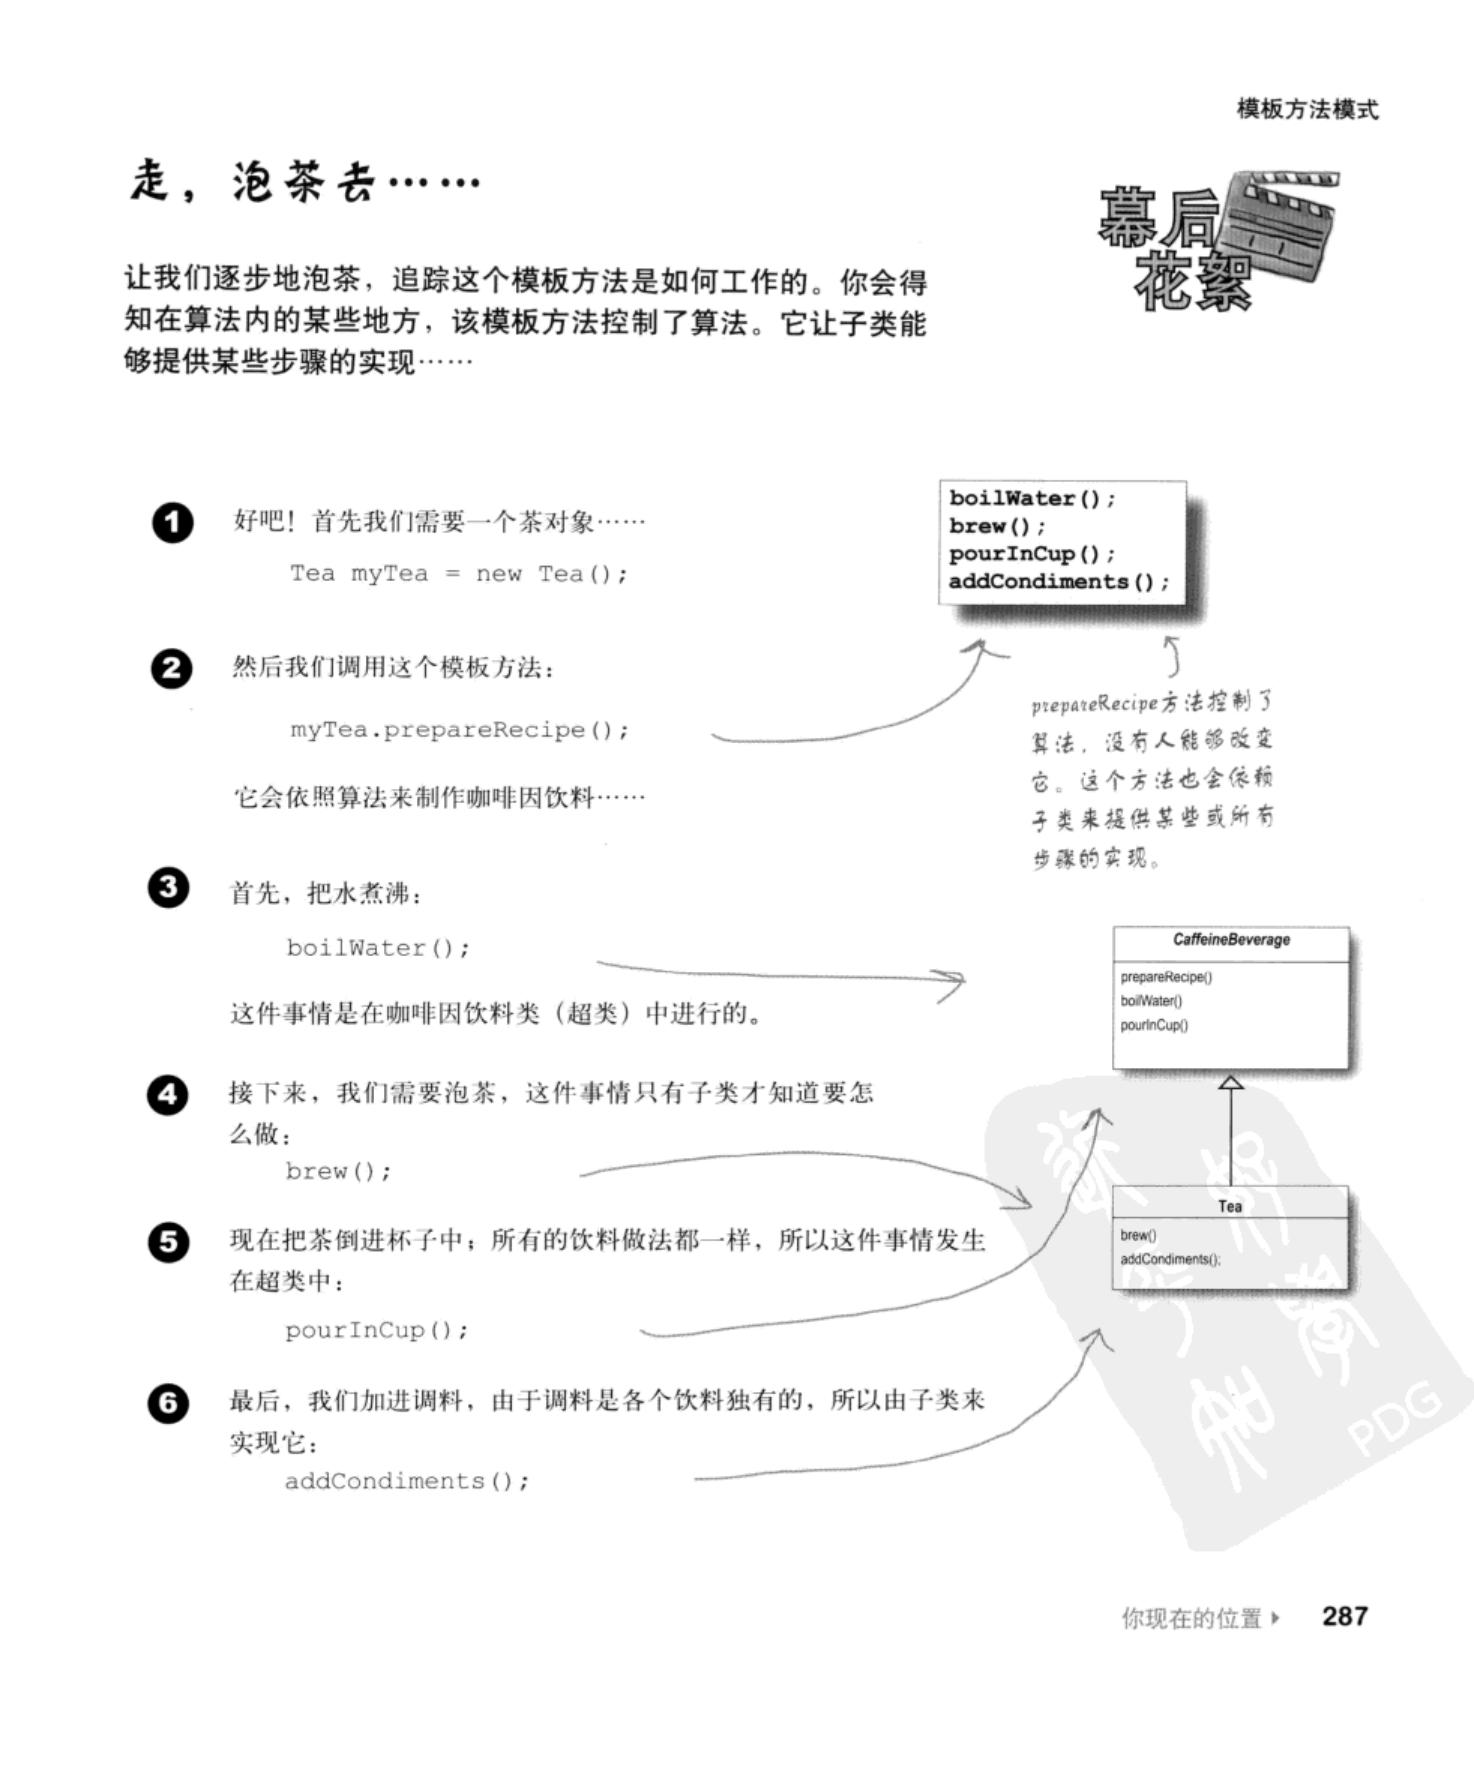 模板方法模式
走，泡茶去……
幕后
花絮
让我们逐步地泡茶，追踪这个模板方法是如何工作的。你会得
知在算法内的某些地方，该模板方法控制了算法。它让子类能
够提供某些步骤的实现……
❶ 好吧！首先我们需要一个茶对象……
Tea myTea = new Tea();
boilWater();
brew();
pourInCup();
addCondiments();
❷ 然后我们调用这个模板方法：
myTea.prepareRecipe();
它会依照算法来制作咖啡因饮料……
prepareRecipe方法控制了
算法，没有人能够改变
它。这个方法也会依赖
子类来提供某些或所有
步骤的实现。
❸ 首先，把水煮沸：
boilWater();
这件事情是在咖啡因饮料类（超类）中进行的。
CaffeineBeverage
prepareRecipe()
boilWater()
pourInCup()
❹ 接下来，我们需要泡茶，这件事情只有子类才知道要怎
么做：
brew();
Tea
brew()
addCondiments();
❺ 现在把茶倒进杯子中；所有的饮料做法都一样，所以这件事情发生
在超类中：
pourInCup();
❻ 最后，我们加进调料，由于调料是各个饮料独有的，所以由子类来
实现它：
addCondiments();
PDG
你现在的位置 ▸ 287